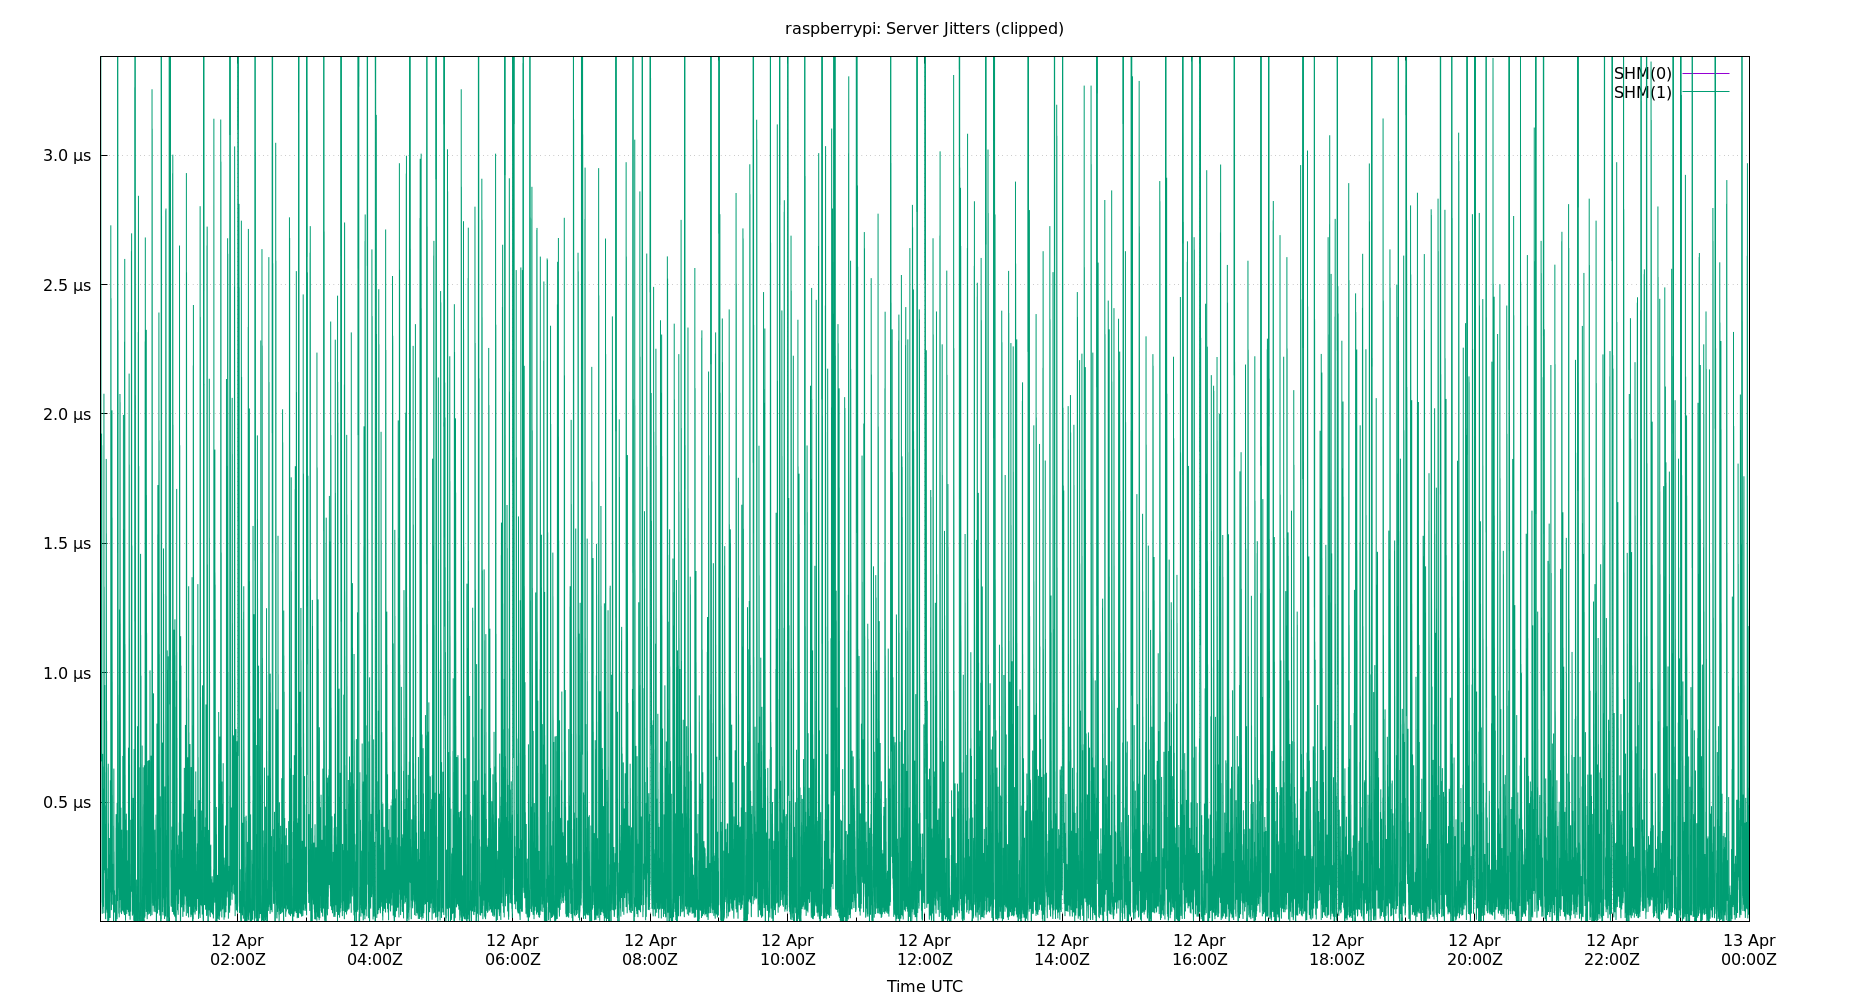 raspberrypi: Server Jitters (clipped)
SHM(0)
SHM(1)
3.0 µs
2.5 µs
2.0 µs
1.5 µs
1.0 µs
0.5 µs
12 Apr 12 Apr 12 Apr 12 Apr 12 Apr 12 Apr 12 Apr 12 Apr 12 Apr 12 Apr 12 Apr 13 Apr
02:00Z 04:00Z 06:00Z 08:00Z 10:00Z 12:00Z 14:00Z 16:00Z 18:00Z 20:00Z 22:00Z 00:00Z
Time UTC